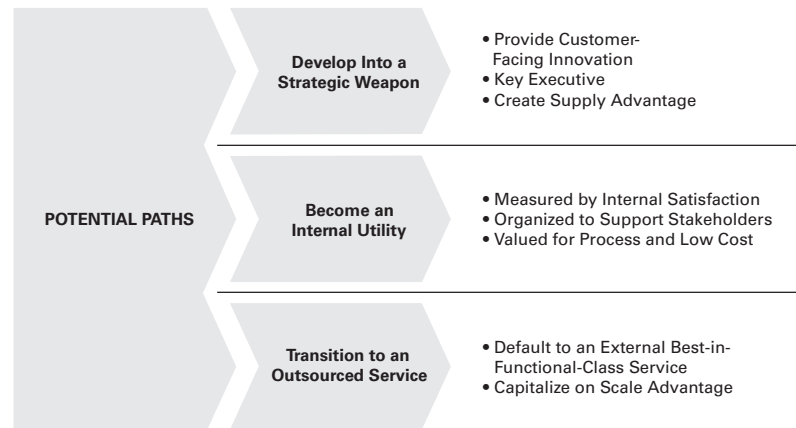 POTENTIAL PATHS
Develop Into a
Strategic Weapon
• Provide Customer-
Facing Innovation
• Key Executive
• Create Supply Advantage
Become an
Internal Utility
• Measured by Internal Satisfaction
• Organized to Support Stakeholders
• Valued for Process and Low Cost
Transition to an
Outsourced Service
• Default to an External Best-in-
Functional-Class Service
• Capitalize on Scale Advantage